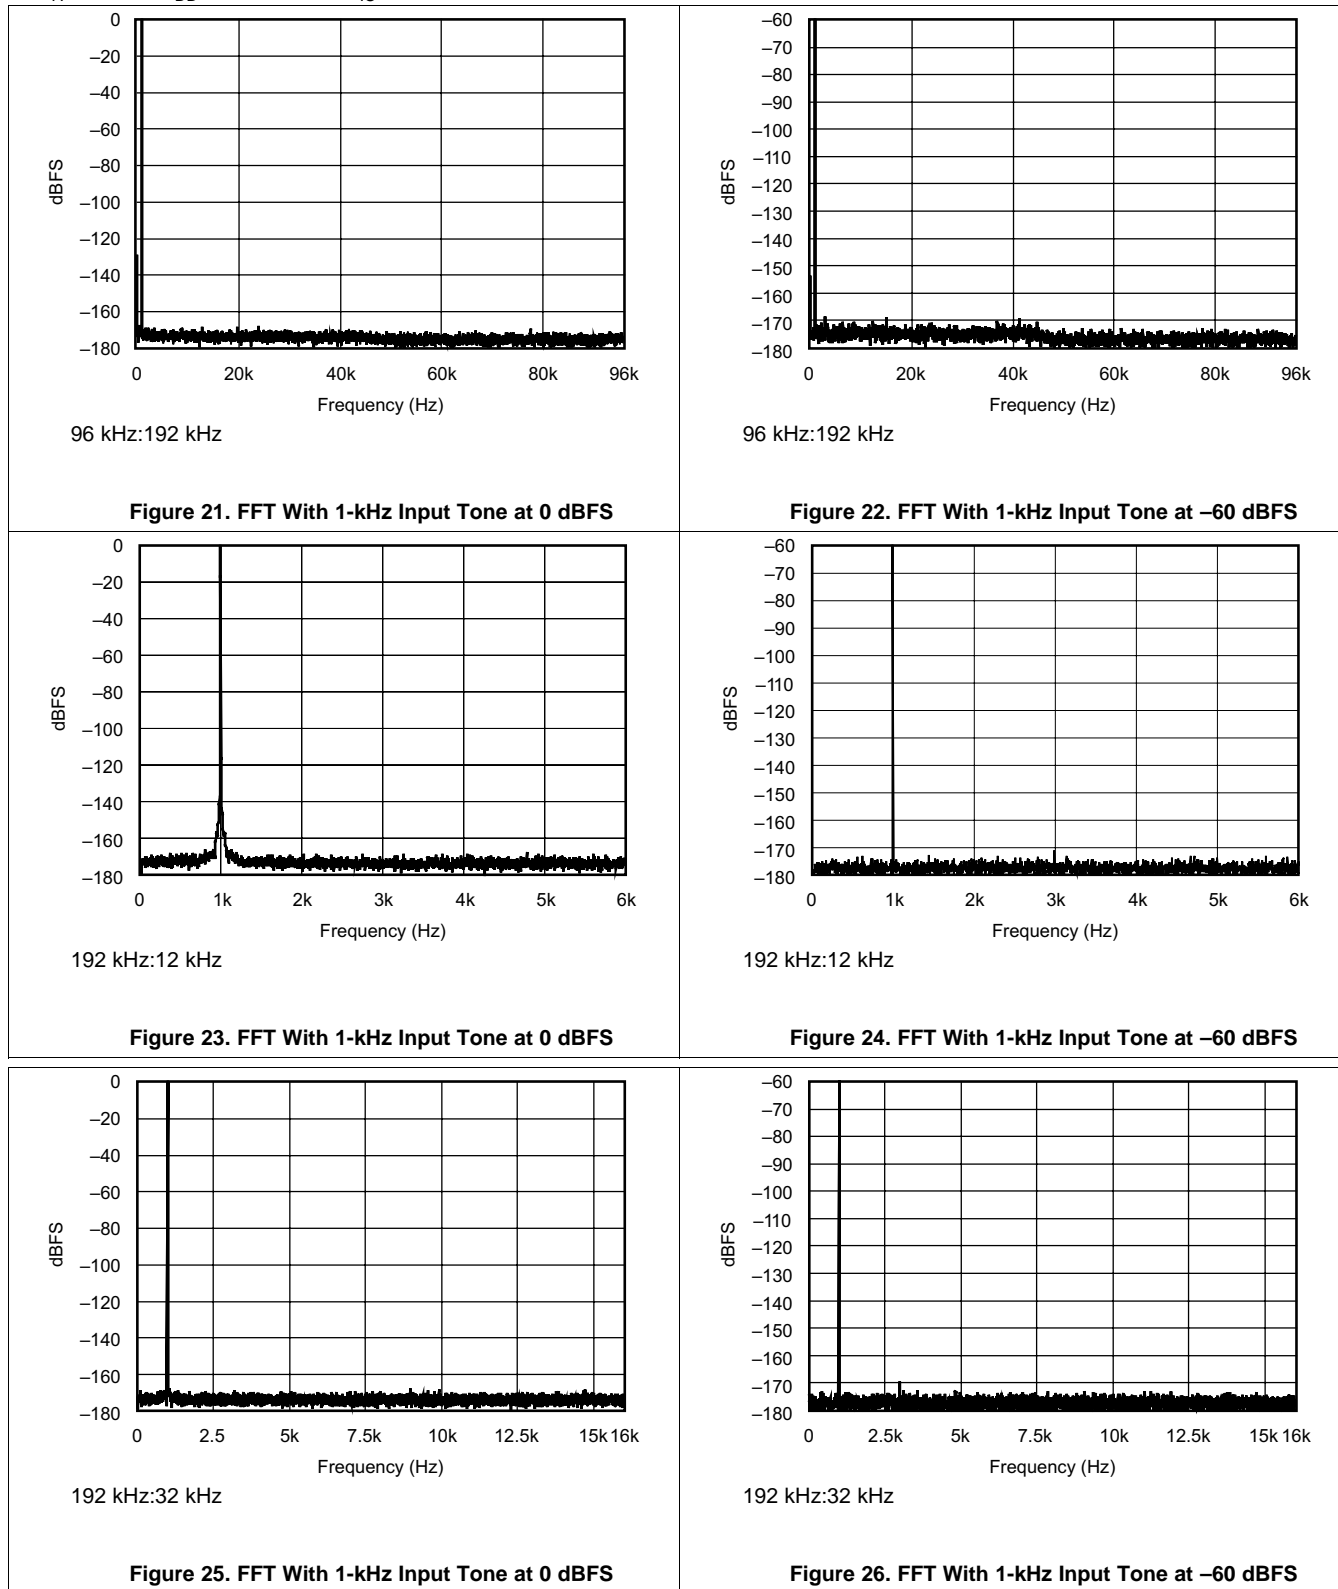 0
–20
–40
–60
–80
–100
–120
–140
–160
–180
dBFS
0 20k 40k 60k 80k 96k
Frequency (Hz)
96 kHz:192 kHz
Figure 21. FFT With 1-kHz Input Tone at 0 dBFS
–60
–70
–80
–90
–100
–110
–120
–130
–140
–150
–160
–170
–180
dBFS
0 20k 40k 60k 80k 96k
Frequency (Hz)
96 kHz:192 kHz
Figure 22. FFT With 1-kHz Input Tone at –60 dBFS
0
–20
–40
–60
–80
–100
–120
–140
–160
–180
dBFS
0 1k 2k 3k 4k 5k 6k
Frequency (Hz)
192 kHz:12 kHz
Figure 23. FFT With 1-kHz Input Tone at 0 dBFS
–60
–70
–80
–90
–100
–110
–120
–130
–140
–150
–160
–170
–180
dBFS
0 1k 2k 3k 4k 5k 6k
Frequency (Hz)
192 kHz:12 kHz
Figure 24. FFT With 1-kHz Input Tone at –60 dBFS
0
–20
–40
–60
–80
–100
–120
–140
–160
–180
dBFS
0 2.5 5k 7.5k 10k 12.5k 15k 16k
Frequency (Hz)
192 kHz:32 kHz
Figure 25. FFT With 1-kHz Input Tone at 0 dBFS
–60
–70
–80
–90
–100
–110
–120
–130
–140
–150
–160
–170
–180
dBFS
0 2.5k 5k 7.5k 10k 12.5k 15k 16k
Frequency (Hz)
192 kHz:32 kHz
Figure 26. FFT With 1-kHz Input Tone at –60 dBFS